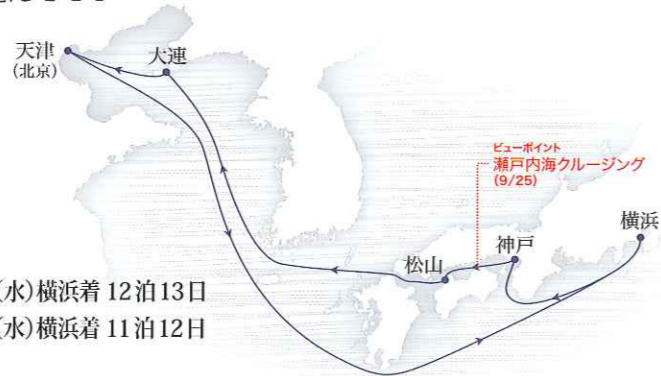 天津
(北京)
大連
ビューポイント
瀬戸内海クルージング
(9/25)
横浜
神戸
松山
(水)横浜着 12泊13日
(水)横浜着 11泊12日